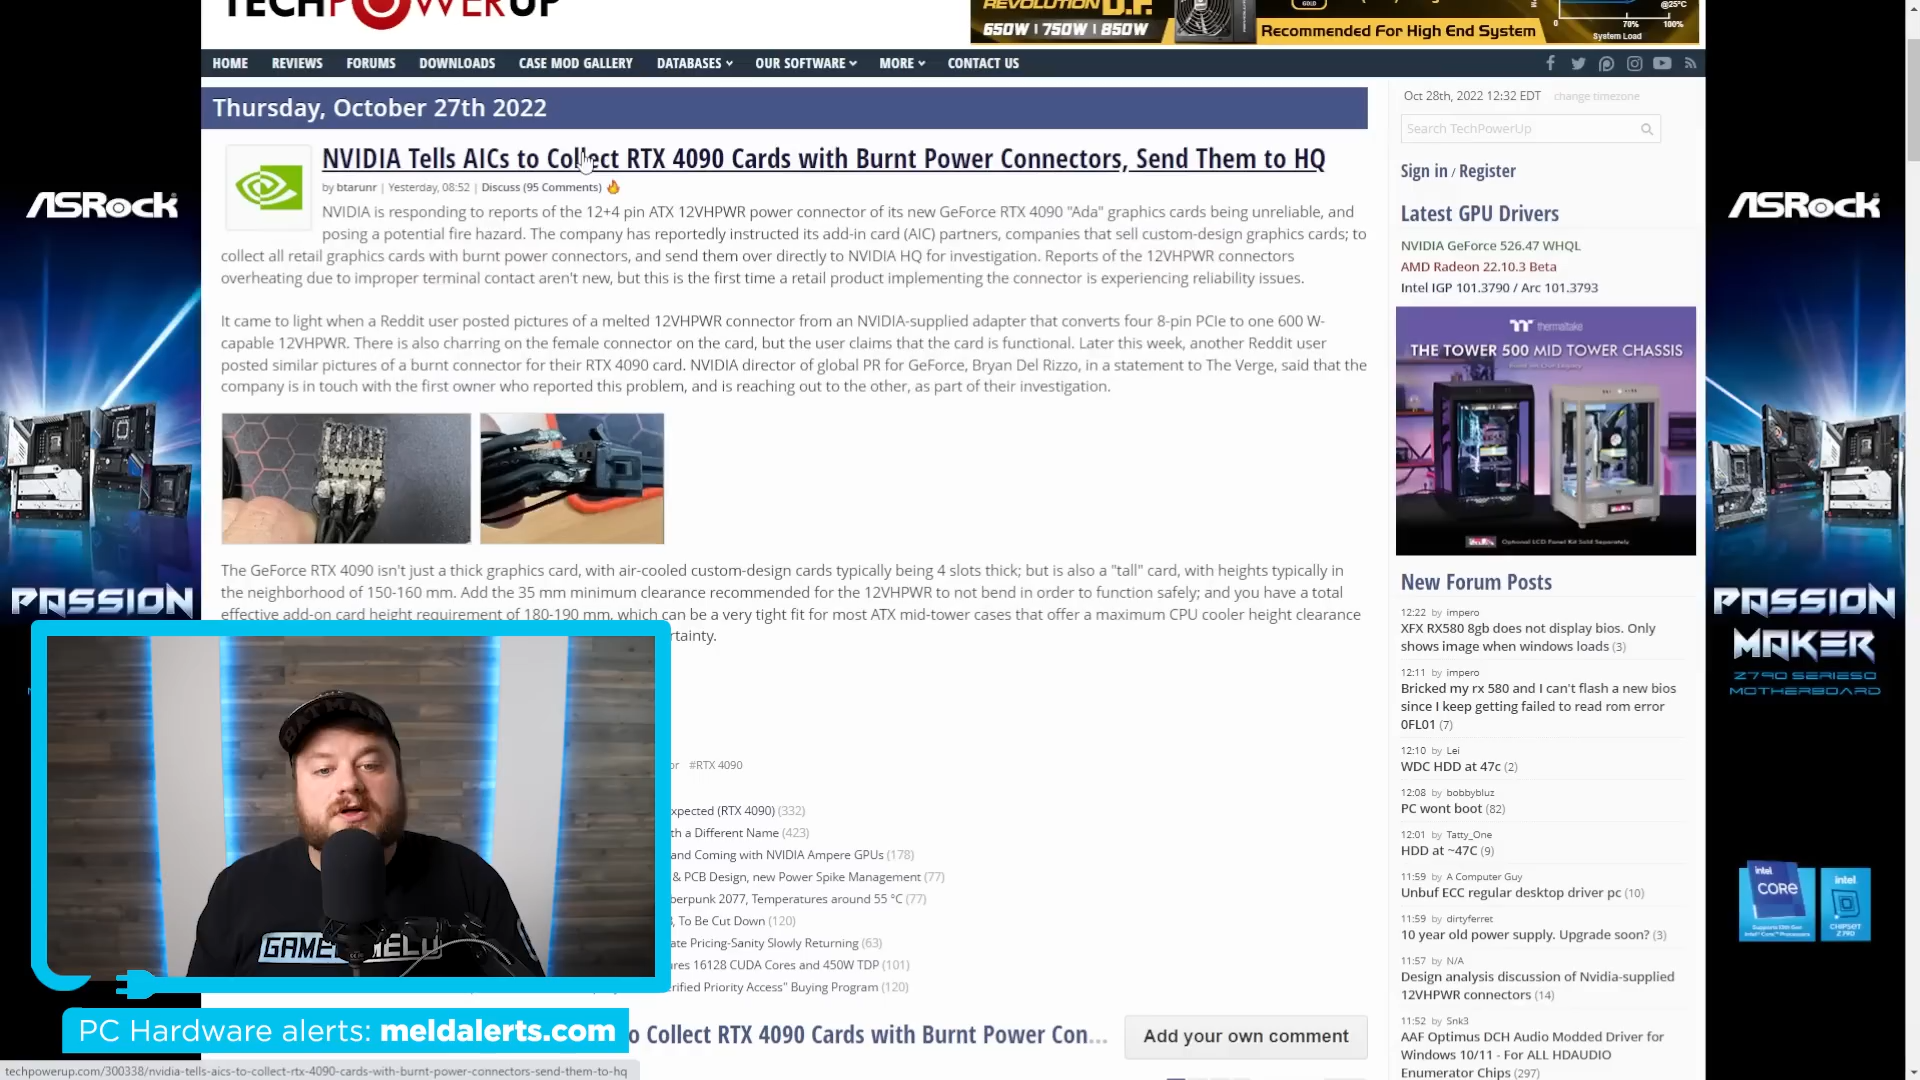 TECHPOWERUP
REVOLUTION D.F.
650W | 750W | 850W
GOLD
Recommended For High End System
@25°C
0
70%
100%
System Load
HOME
REVIEWS
FORUMS
DOWNLOADS
CASE MOD GALLERY
DATABASES
OUR SOFTWARE
MORE
CONTACT US
Thursday, October 27th 2022
NVIDIA Tells AICs to Collect RTX 4090 Cards with Burnt Power Connectors, Send Them to HQ
by btarunr | Yesterday, 08:52 | Discuss (95 Comments)
NVIDIA is responding to reports of the 12+4 pin ATX 12VHPWR power connector of its new GeForce RTX 4090 "Ada" graphics cards being unreliable, and
posing a potential fire hazard. The company has reportedly instructed its add-in card (AIC) partners, companies that sell custom-design graphics cards; to
collect all retail graphics cards with burnt power connectors, and send them over directly to NVIDIA HQ for investigation. Reports of the 12VHPWR connectors
overheating due to improper terminal contact aren't new, but this is the first time a retail product implementing the connector is experiencing reliability issues.
It came to light when a Reddit user posted pictures of a melted 12VHPWR connector from an NVIDIA-supplied adapter that converts four 8-pin PCIe to one 600 W-
capable 12VHPWR. There is also charring on the female connector on the card, but the user claims that the card is functional. Later this week, another Reddit user
posted similar pictures of a burnt connector for their RTX 4090 card. NVIDIA director of global PR for GeForce, Bryan Del Rizzo, in a statement to The Verge, said that the
company is in touch with the first owner who reported this problem, and is reaching out to the other, as part of their investigation.
The GeForce RTX 4090 isn't just a thick graphics card, with air-cooled custom-design cards typically being 4 slots thick; but is also a "tall" card, with heights typically in
the neighborhood of 150-160 mm. Add the 35 mm minimum clearance recommended for the 12VHPWR to not bend in order to function safely; and you have a total
effective add-on card height requirement of 180-190 mm, which can be a very tight fit for most ATX mid-tower cases that offer a maximum CPU cooler height clearance
rtainty.
or #RTX 4090
xpected (RTX 4090) (332)
th a Different Name (423)
and Coming with NVIDIA Ampere GPUs (178)
& PCB Design, new Power Spike Management (77)
berpunk 2077, Temperatures around 55 °C (77)
3, To Be Cut Down (120)
ate Pricing-Sanity Slowly Returning (63)
res 16128 CUDA Cores and 450W TDP (101)
erified Priority Access" Buying Program (120)
o Collect RTX 4090 Cards with Burnt Power Con...
Add your own comment
Oct 28th, 2022 12:32 EDT change timezone
Search TechPowerUp
Sign in / Register
Latest GPU Drivers
NVIDIA GeForce 526.47 WHQL
AMD Radeon 22.10.3 Beta
Intel IGP 101.3790 / Arc 101.3793
thermaltake
THE TOWER 500 MID TOWER CHASSIS
Optional LCD Panel Kit Sold Separately
New Forum Posts
12:22 by impero
XFX RX580 8gb does not display bios. Only
shows image when windows loads (3)
12:11 by impero
Bricked my rx 580 and I can't flash a new bios
since I keep getting failed to read rom error
0FL01 (7)
12:10 by Lei
WDC HDD at 47c (2)
12:08 by bobbybluz
PC wont boot (82)
12:01 by Tatty_One
HDD at ~47C (9)
11:59 by A Computer Guy
Unbuf ECC regular desktop driver pc (10)
11:59 by dirtyferret
10 year old power supply. Upgrade soon? (3)
11:57 by N/A
Design analysis discussion of Nvidia-supplied
12VHPWR connectors (14)
11:52 by Snk3
AAF Optimus DCH Audio Modded Driver for
Windows 10/11 - For ALL HDAUDIO
Enumerator Chips (297)
ASRock
PASSION
ASRock
PASSION
MAKER
Z790 SERIES
MOTHERBOARD
intel
CORE
intel
CHIPSET
Z790
BATMAN
GAME MELD
PC Hardware alerts: meldalerts.com
techpowerup.com/300338/nvidia-tells-aics-to-collect-rtx-4090-cards-with-burnt-power-connectors-send-them-to-hq